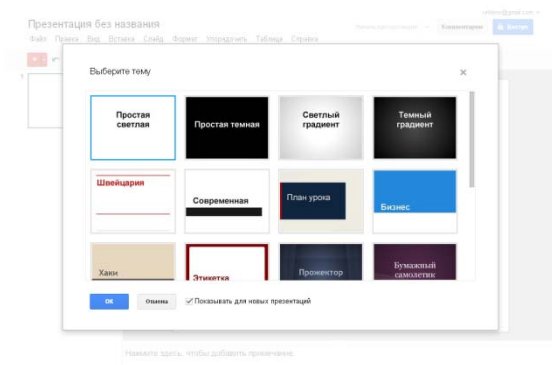 Презентация без названия
Комментарии
Файл Правка Вид Вставка Слайд Формат Упорядочить Таблица Справка
Выберите тему
1
Простая
светлая
Простая темная
Светлый
градиент
Темный
градиент
Швейцария
Современная
План урока
Бизнес
Хаки
Этикетка
Прожектор
Бумажный
самолетик
ОК
Отмена
Показывать для новых презентаций
Нажмите здесь, чтобы добавить примечания